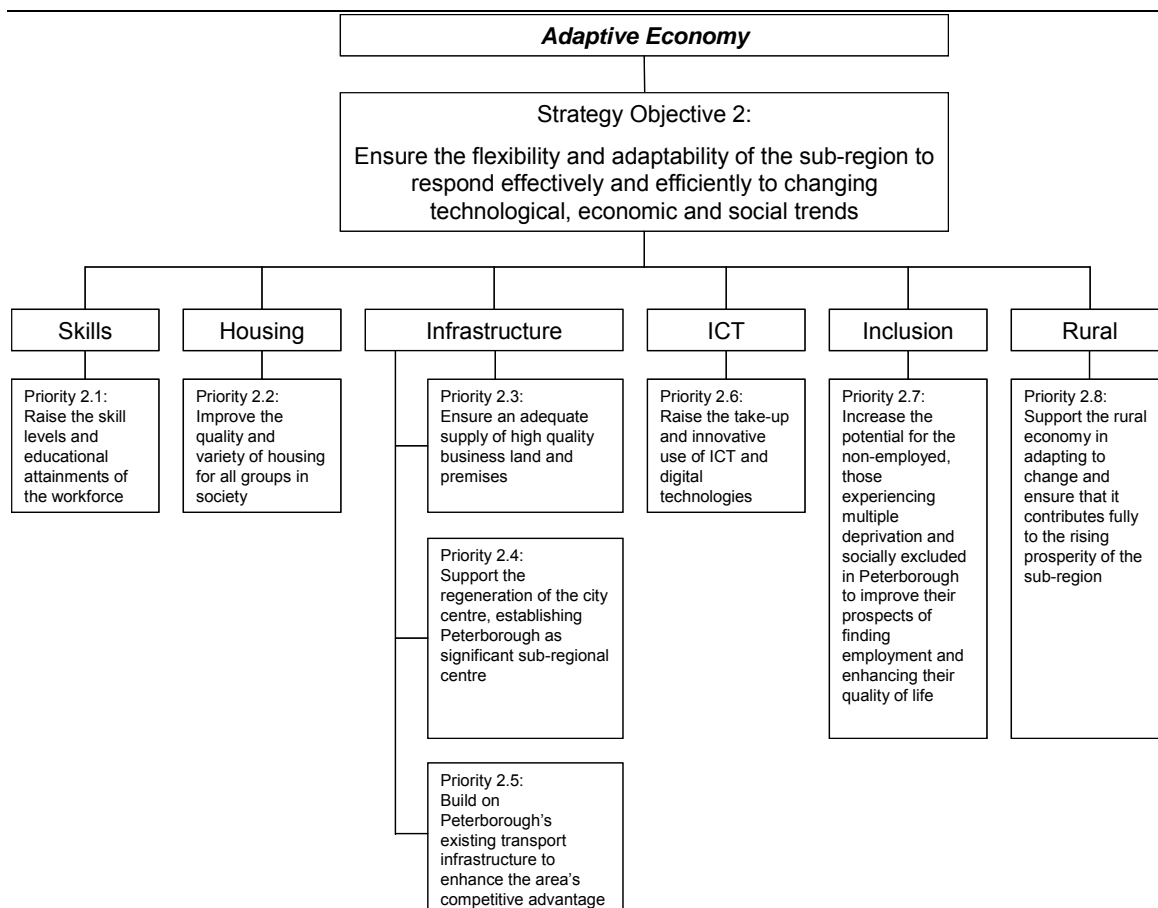 Adaptive Economy
Strategy Objective 2:
Ensure the flexibility and adaptability of the sub-region to
respond effectively and efficiently to changing
technological, economic and social trends
Skills
Housing
Infrastructure
ICT
Inclusion
Rural
Priority 2.1:
Raise the skill
levels and
educational
attainments of
the workforce
Priority 2.2:
Improve the
quality and
variety of housing
for all groups in
society
Priority 2.3:
Ensure an adequate
supply of high quality
business land and
premises
Priority 2.4:
Support the
regeneration of the city
centre, establishing
Peterborough as
significant sub-regional
centre
Priority 2.5:
Build on
Peterborough's
existing transport
infrastructure to
enhance the area's
competitive advantage
Priority 2.6:
Raise the take-up
and innovative
use of ICT and
digital
technologies
Priority 2.7:
Increase the
potential for the
non-employed,
those
experiencing
multiple
deprivation and
socially excluded
in Peterborough
to improve their
prospects of
finding
employment and
enhancing their
quality of life
Priority 2.8:
Support the rural
economy in
adapting to
change and
ensure that it
contributes fully
to the rising
prosperity of the
sub-region